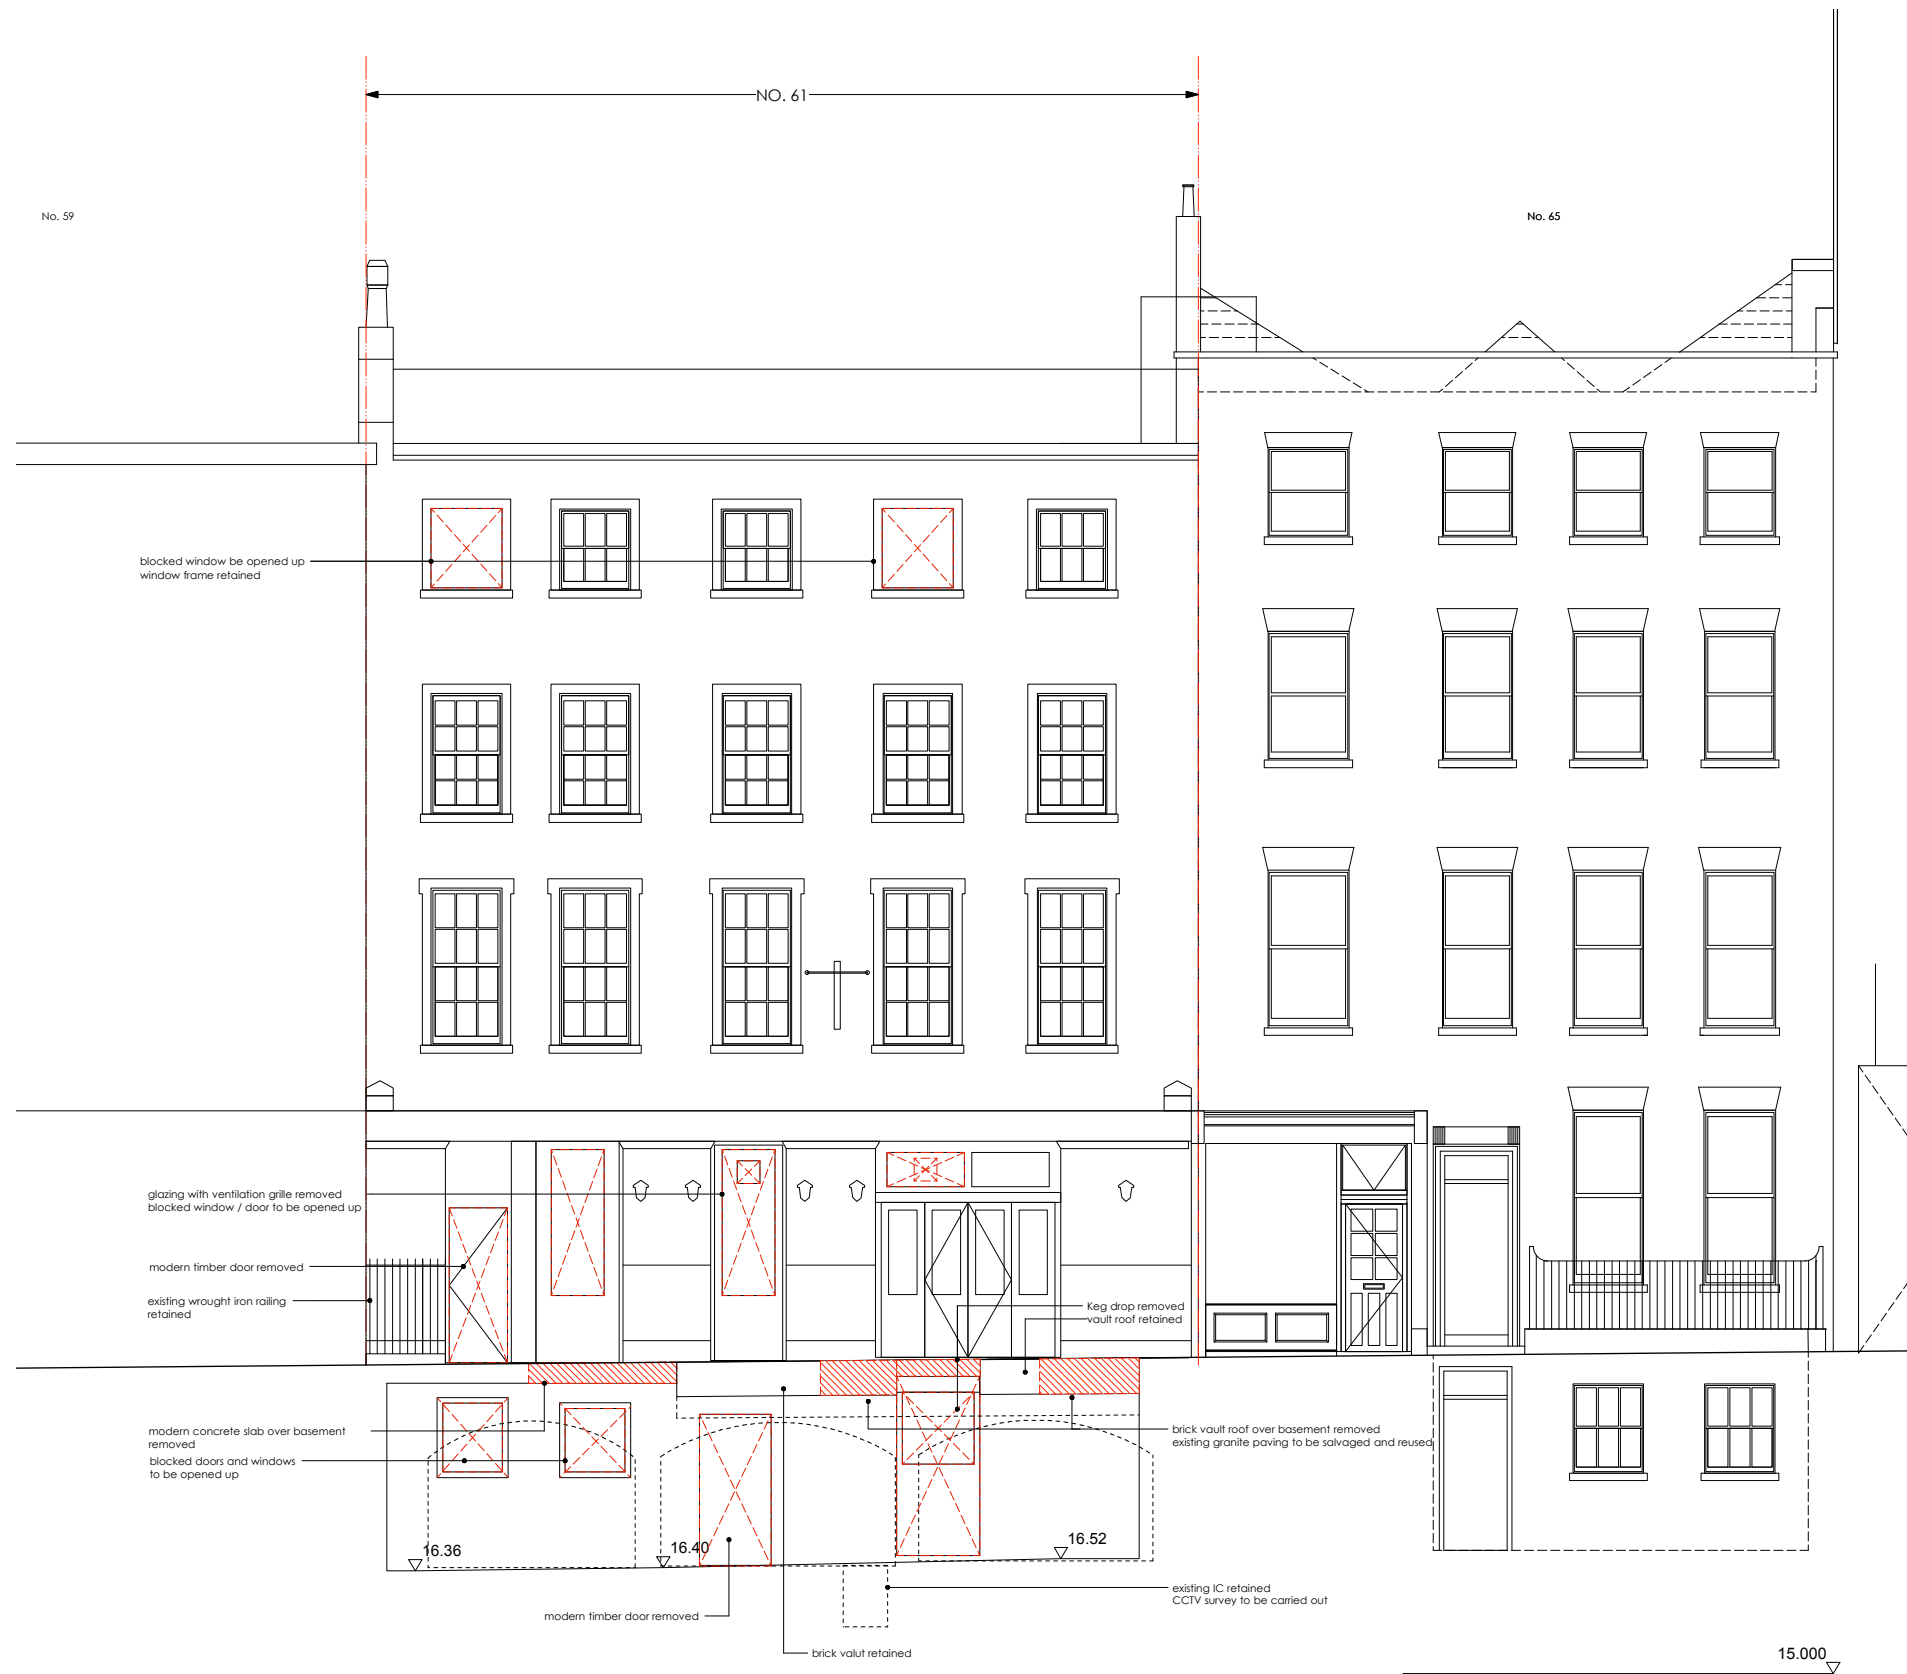 NO. 61
No. 59
No. 65
blocked window be opened up
window frame retained
glazing with ventilation grille removed
blocked window / door to be opened up
modern timber door removed
existing wrought iron railing
retained
Keg drop removed
vault roof retained
modern concrete slab over basement
removed
blocked doors and windows
to be opened up
brick vault roof over basement removed
existing granite paving to be salvaged and reused
16.36
16.40
16.52
existing IC retained
CCTV survey to be carried out
modern timber door removed
brick valut retained
15.000